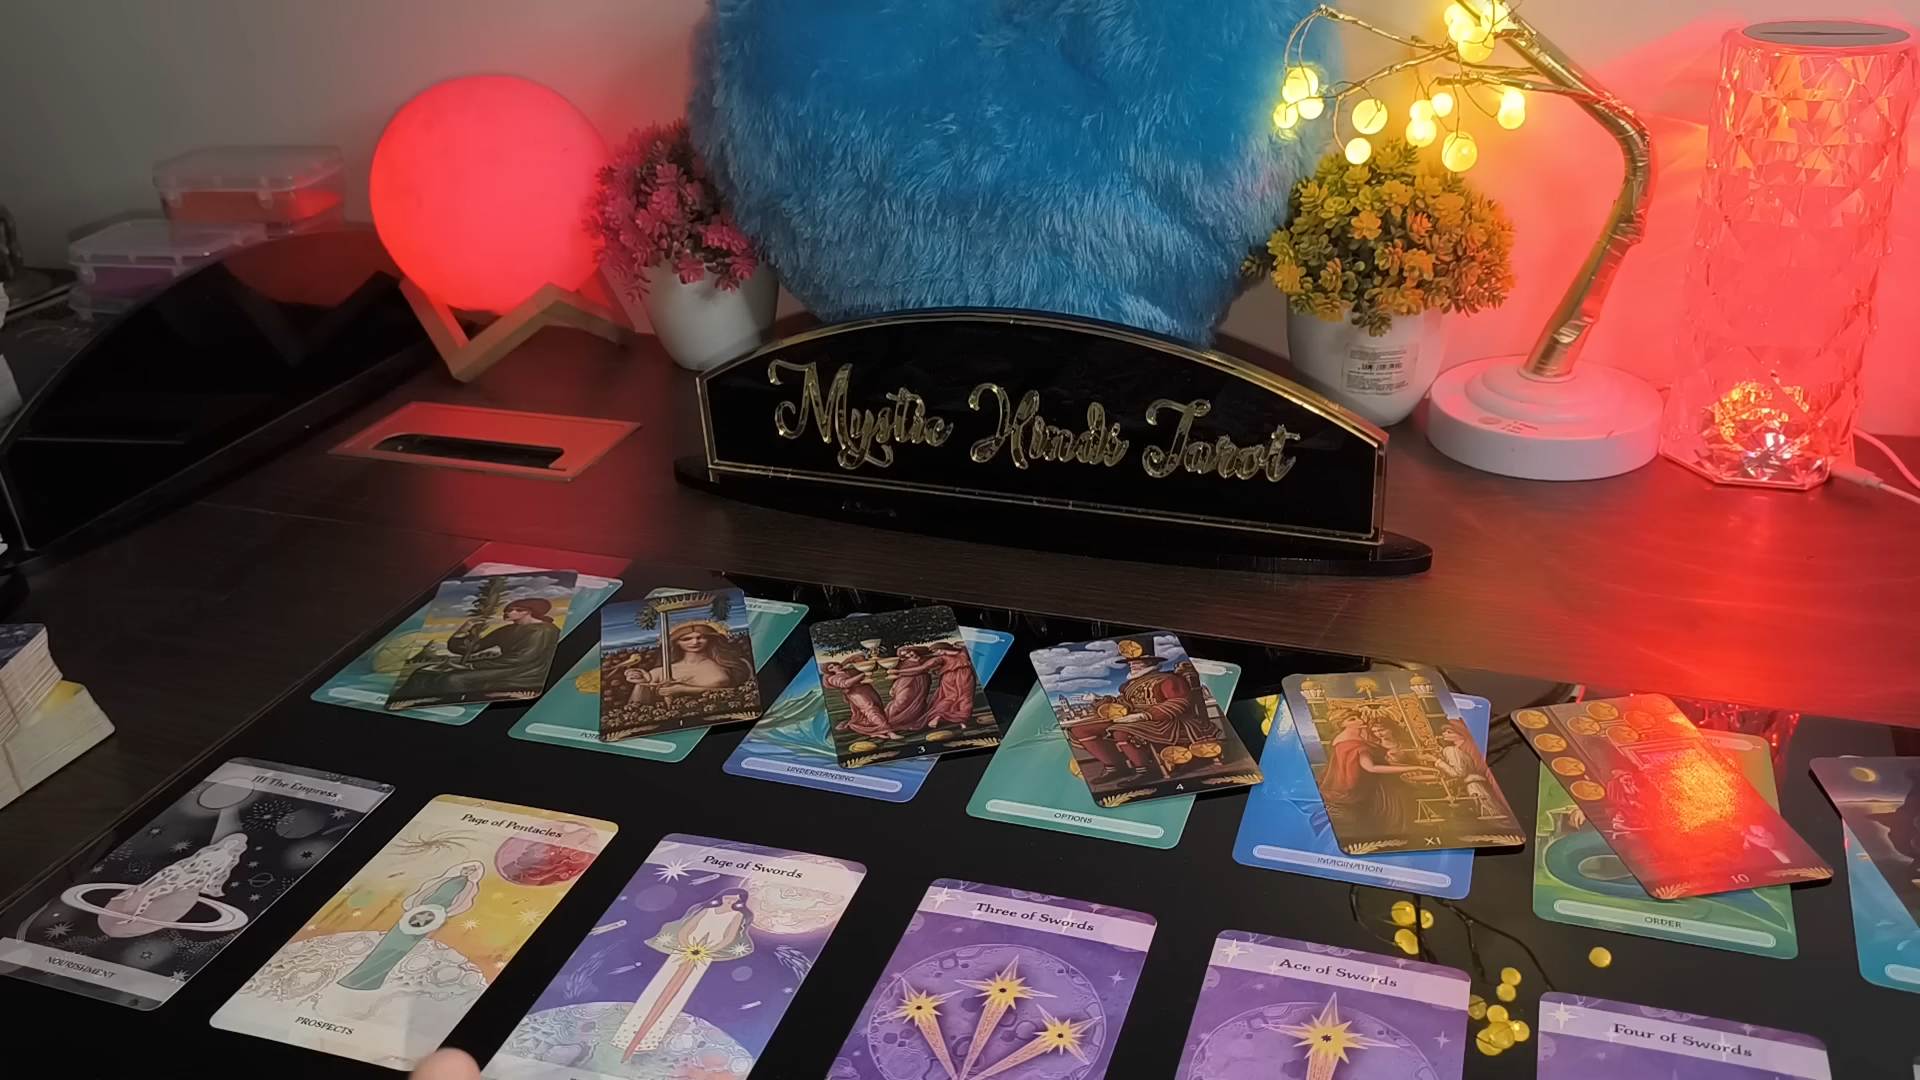 Mystic Hinds Tarot
UNDERSTANDING
3
OPTIONS
4
IMAGINATION
XI
ORDER
10
III The Empress
NOURISHMENT
Page of Pentacles
PROSPECTS
Page of Swords
Three of Swords
Ace of Swords
Four of Swords